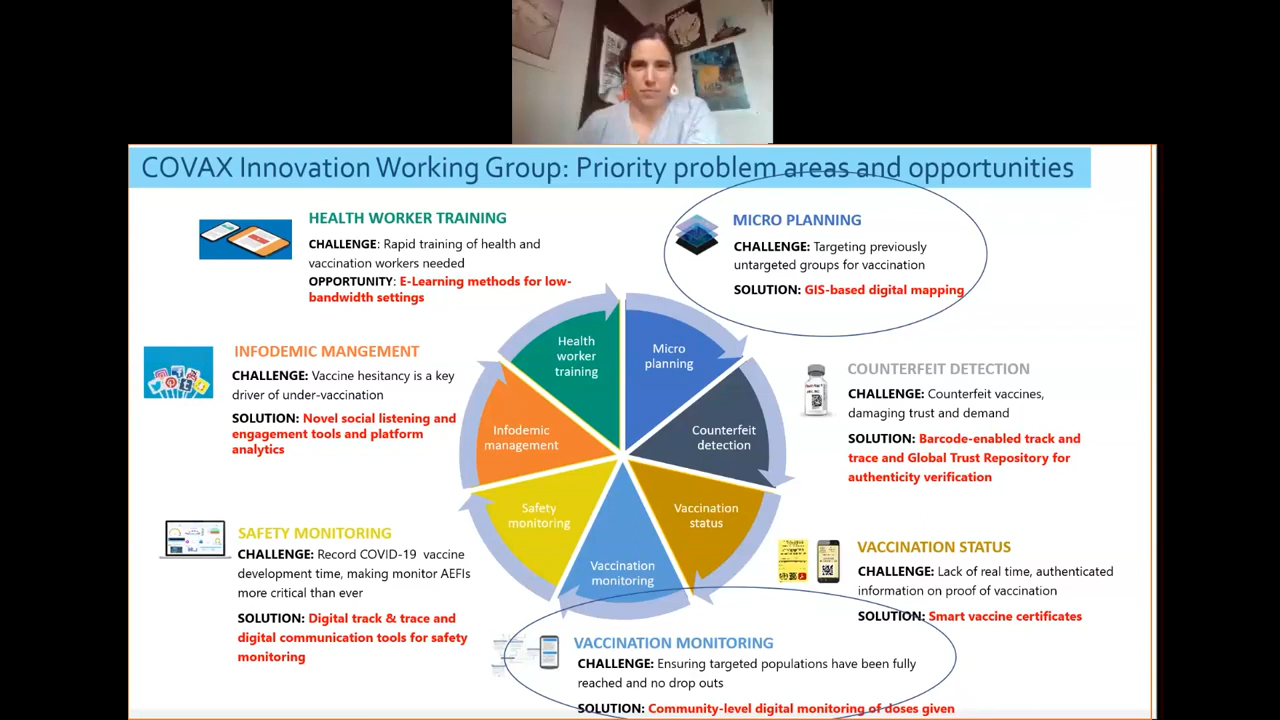 COVAX Innovation Working Group: Priority problem areas and opportunities
HEALTH WORKER TRAINING
CHALLENGE: Rapid training of health and
vaccination workers needed
OPPORTUNITY: E-Learning methods for low-
bandwidth settings
MICRO PLANNING
CHALLENGE: Targeting previously
untargeted groups for vaccination
SOLUTION: GIS-based digital mapping
INFODEMIC MANGEMENT
CHALLENGE: Vaccine hesitancy is a key
driver of under-vaccination
SOLUTION: Novel social listening and
engagement tools and platform
analytics
COUNTERFEIT DETECTION
CHALLENGE: Counterfeit vaccines,
damaging trust and demand
SOLUTION: Barcode-enabled track and
trace and Global Trust Repository for
authenticity verification
Health
worker
training
Micro
planning
Counterfeit
detection
Vaccination
status
Vaccination
monitoring
Safety
monitoring
Infodemic
management
SAFETY MONITORING
CHALLENGE: Record COVID-19 vaccine
development time, making monitor AEFIs
more critical than ever
SOLUTION: Digital track & trace and
digital communication tools for safety
monitoring
VACCINATION STATUS
CHALLENGE: Lack of real time, authenticated
information on proof of vaccination
SOLUTION: Smart vaccine certificates
VACCINATION MONITORING
CHALLENGE: Ensuring targeted populations have been fully
reached and no drop outs
SOLUTION: Community-level digital monitoring of doses given